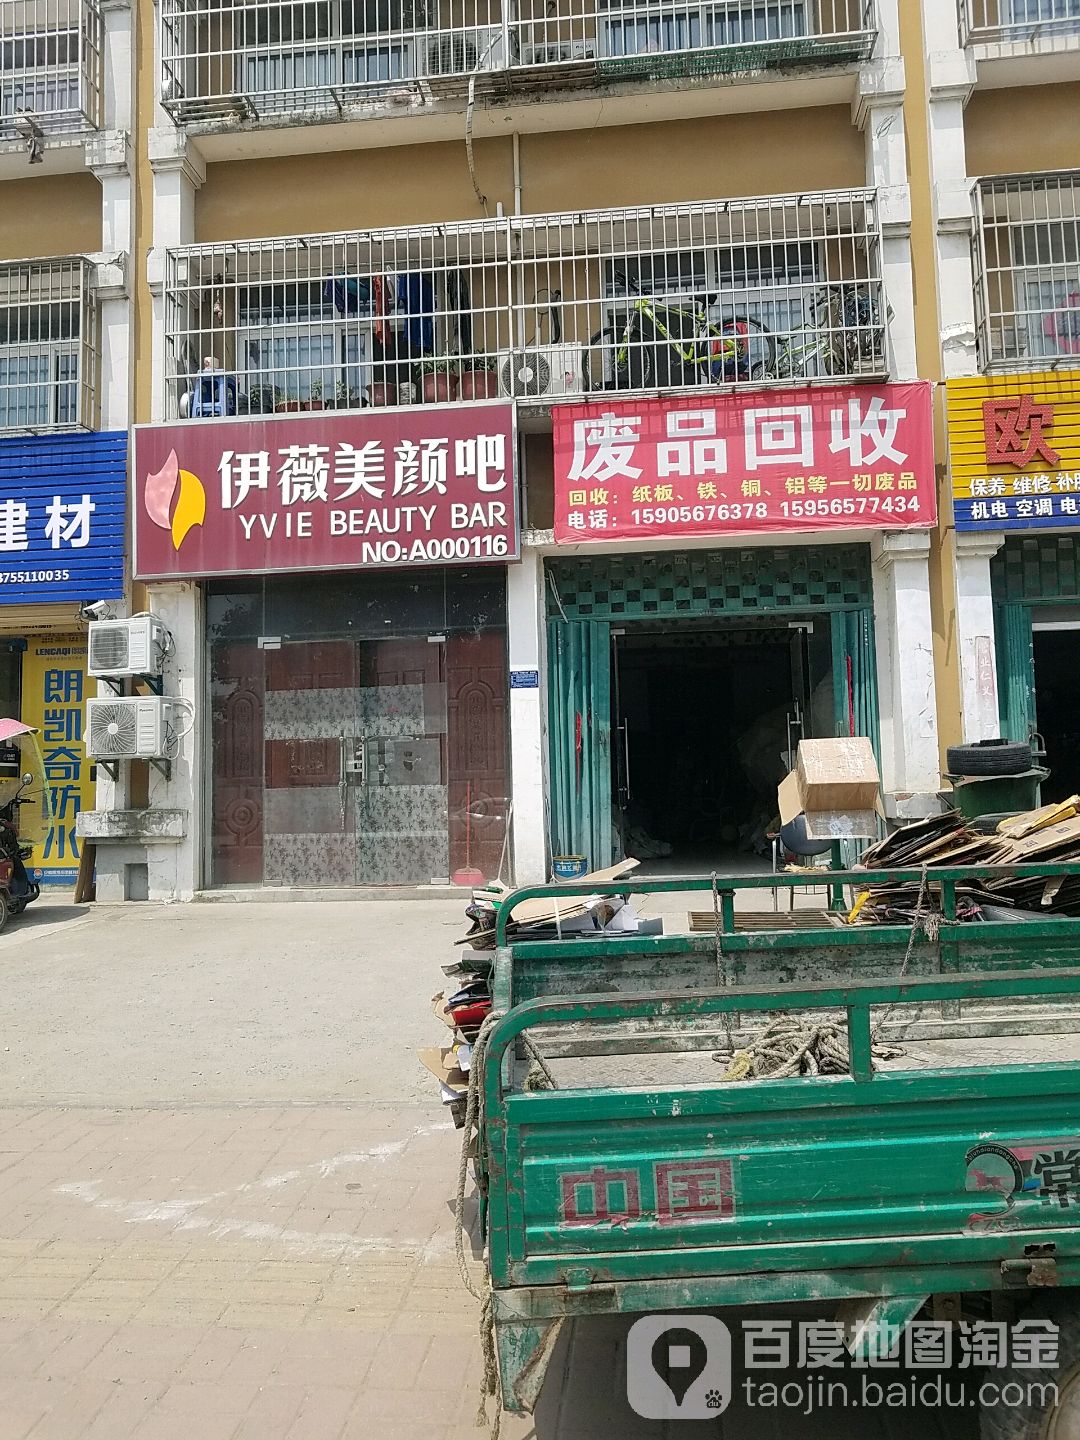 建材
3755110035
LENCAQI
朗凯奇防水
伊薇美颜吧
YVIE BEAUTY BAR
NO:A000116
废品回收
回收：纸板、铁、铜、铝等一切废品
电话：15905676378 15956577434
欧
保养 维修 补胎
机电 空调 电
中国
常
百度地图淘金
taojin.baidu.com